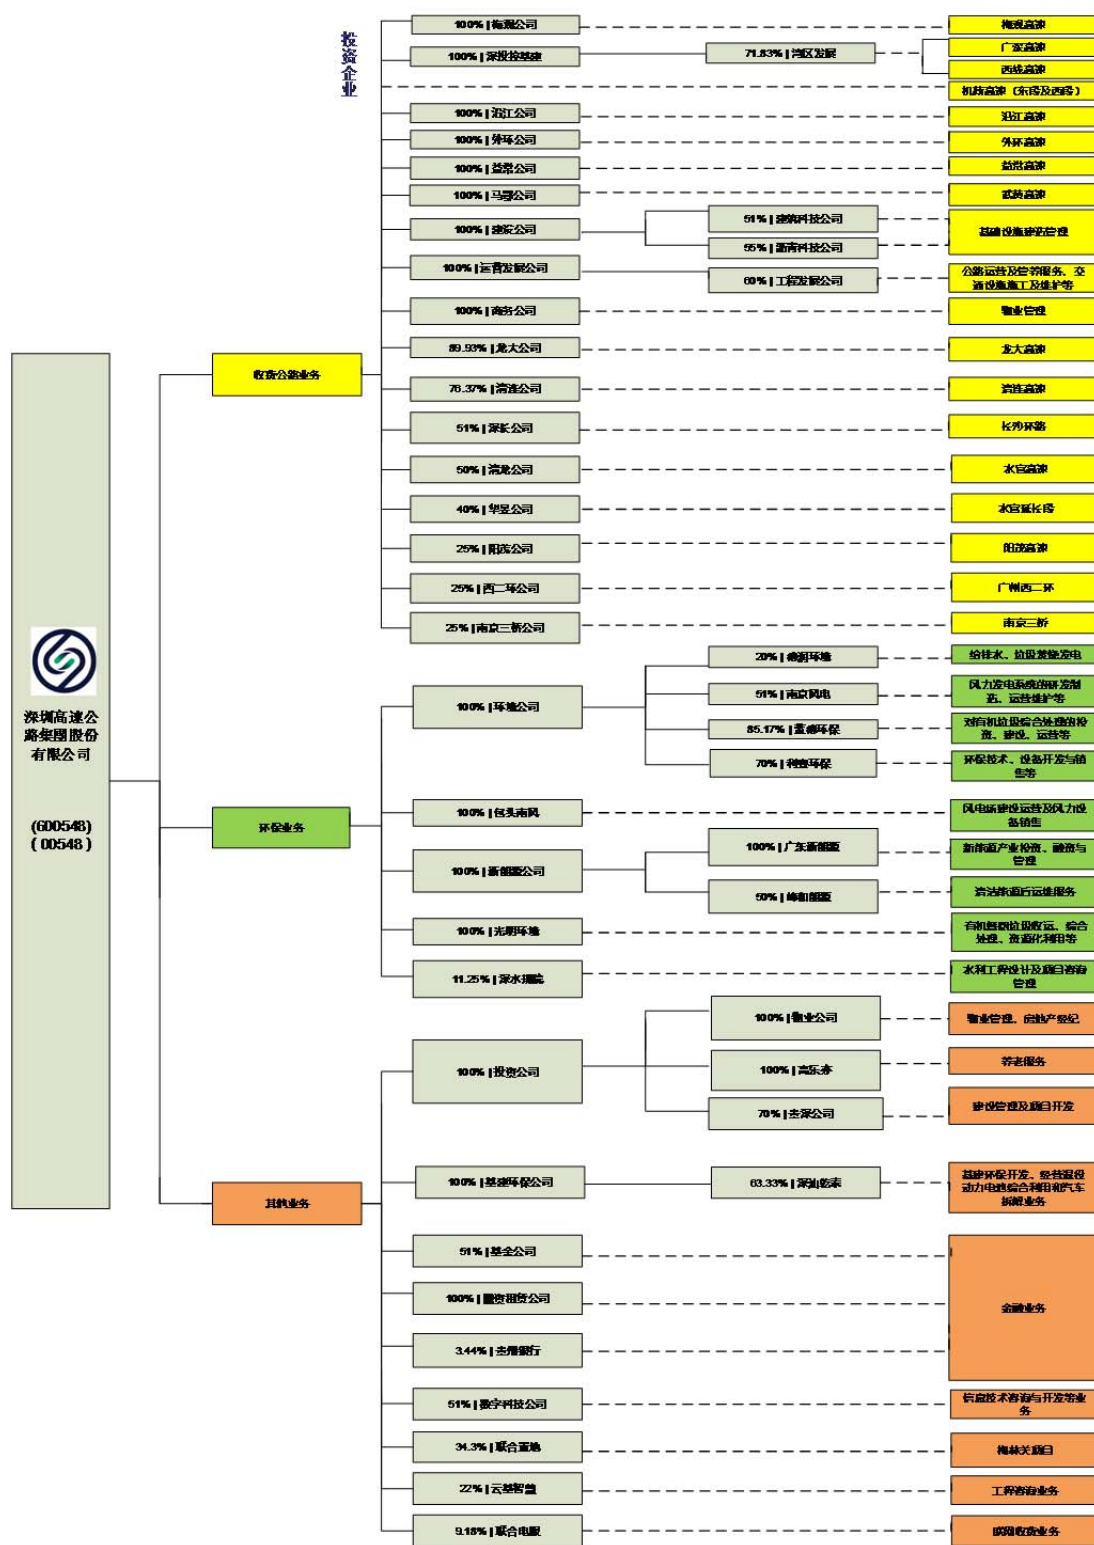 投资企业
深圳高速公
路集团股份
有限公司
(600548)
( 00548 )
收费公路业务
100% | 梅观公司
梅观高速
100% | 深投控基建
71.83% | 湾区发展
广深高速
西线高速
机荷高速（东段及西段）
100% | 沿江公司
沿江高速
100% | 外环公司
外环高速
100% | 益常公司
益常高速
100% | 马鄂公司
武黄高速
100% | 建发公司
51% | 建筑科技公司
55% | 沥青科技公司
基础设施建造管理
100% | 运营发展公司
60% | 工程发展公司
公路运营及管养服务、交
通设施施工及维护等
100% | 商务公司
物业管理
89.93% | 龙大公司
龙大高速
76.37% | 清连公司
清连高速
51% | 深长公司
长沙环路
50% | 清龙公司
水官高速
40% | 华昱公司
水官延长段
25% | 阳茂公司
阳茂高速
25% | 西二环公司
广州西二环
25% | 南京三桥公司
南京三桥
环保业务
100% | 环境公司
20% | 德润环境
给排水、垃圾焚烧发电
51% | 南京风电
风力发电系统的研发制
造、运营维护等
85.17% | 蓝德环保
对有机垃圾综合处理的投
资、建设、运营等
70% | 利赛环保
环保技术、设备开发与销
售等
100% | 包头南风
风电场建设运营及风力设
备销售
100% | 新能源公司
100% | 广东新能源
新能源产业投资、融资与
管理
50% | 峰和能源
清洁能源后运维服务
100% | 光明环境
有机餐厨垃圾收运、综合
处理、资源化利用等
11.25% | 深水规院
水利工程设计及项目咨询
管理
其他业务
100% | 投资公司
100% | 物业公司
物业管理、房地产经纪
100% | 高乐亦
养老服务
70% | 贵深公司
建设管理及项目开发
100% | 基建环保公司
63.33% | 深汕乾泰
基建环保开发、经营退役
动力电池综合利用和汽车
拆解业务
51% | 基金公司
100% | 融资租赁公司
3.44% | 贵州银行
金融业务
51% | 数字科技公司
信息技术咨询与开发等业
务
34.3% | 联合置地
梅林关项目
22% | 云基智慧
工程咨询业务
9.18% | 联合电服
联网收费业务